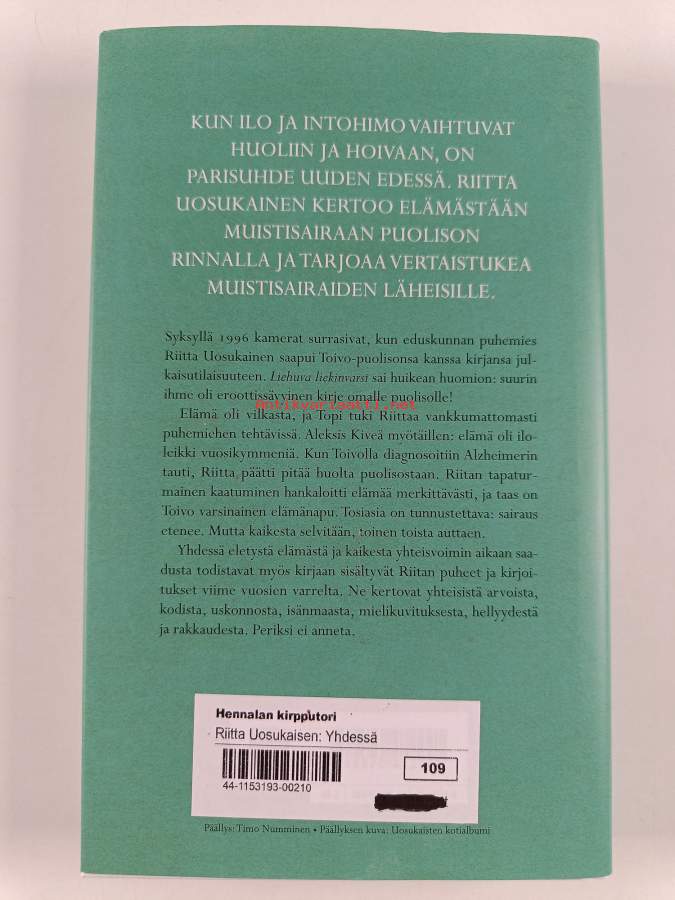 KUN ILO JA INTOHIMO VAIHTUVAT
HUOLIIN JA HOIVAAN, ON
PARISUHDE UUDEN EDESSÄ. RIITTA
UOSUKAINEN KERTOO ELÄMÄSTÄÄN
MUISTISAIRAAN PUOLISON
RINNALLA JA TARJOAA VERTAISTUKEA
MUISTISAIRAIDEN LÄHEISILLE.
Syksyllä 1996 kamerat surrasivat, kun eduskunnan puhemies
Riitta Uosukainen saapui Toivo-puolisonsa kanssa kirjansa jul-
kaisutilaisuuteen. Liehuva liekinvarsi sai huikean huomion: suurin
ihme oli eroottissävyinen kirje omalle puolisolle!
Antikvariaatti.net
Elämä oli vilkasta, ja Topi tuki Riittaa vankkumattomasti
puhemiehen tehtävissä. Aleksis Kiveä myötäillen: elämä oli ilo-
leikki vuosikymmeniä. Kun Toivolla diagnosoitiin Alzheimerin
tauti, Riitta päätti pitää huolta puolisostaan. Riitan tapatur-
mainen kaatuminen hankaloitti elämää merkittävästi, ja taas on
Toivo varsinainen elämänapu. Tosiasia on tunnustettava: sairaus
etenee. Mutta kaikesta selvitään, toinen toista auttaen.
Yhdessä eletystä elämästä ja kaikesta yhteisvoimin aikaan saa-
dusta todistavat myös kirjaan sisältyvät Riitan puheet ja kirjoi-
tukset viime vuosien varrelta. Ne kertovat yhteisistä arvoista,
kodista, uskonnosta, isänmaasta, mielikuvituksesta, hellyydestä
ja rakkaudesta. Periksi ei anneta.
Hennalan kirpputori
Riitta Uosukaisen: Yhdessä
109
44-1153193-00210
Päällys: Timo Numminen • Päällyksen kuva: Uosukaisten kotialbumi